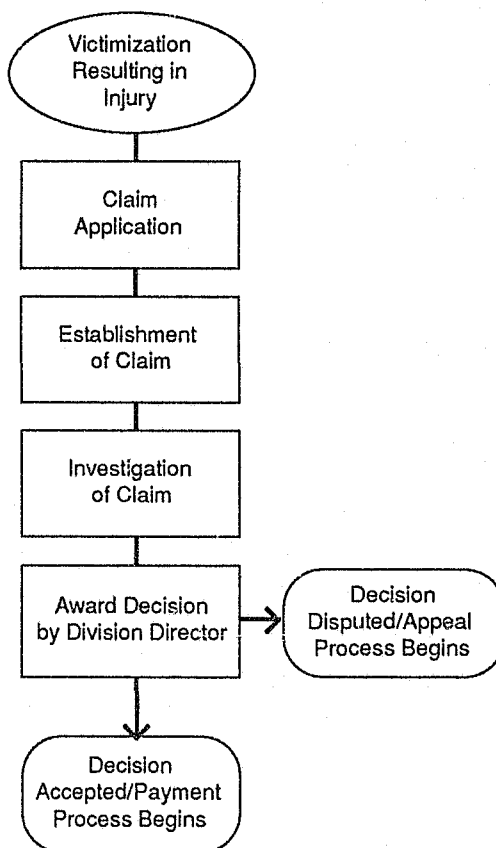 Victimization
Resulting in
Injury
Claim
Application
Establishment
of Claim
Investigation
of Claim
Award Decision
by Division Director
Decision
Disputed/Appeal
Process Begins
Decision
Accepted/Payment
Process Begins